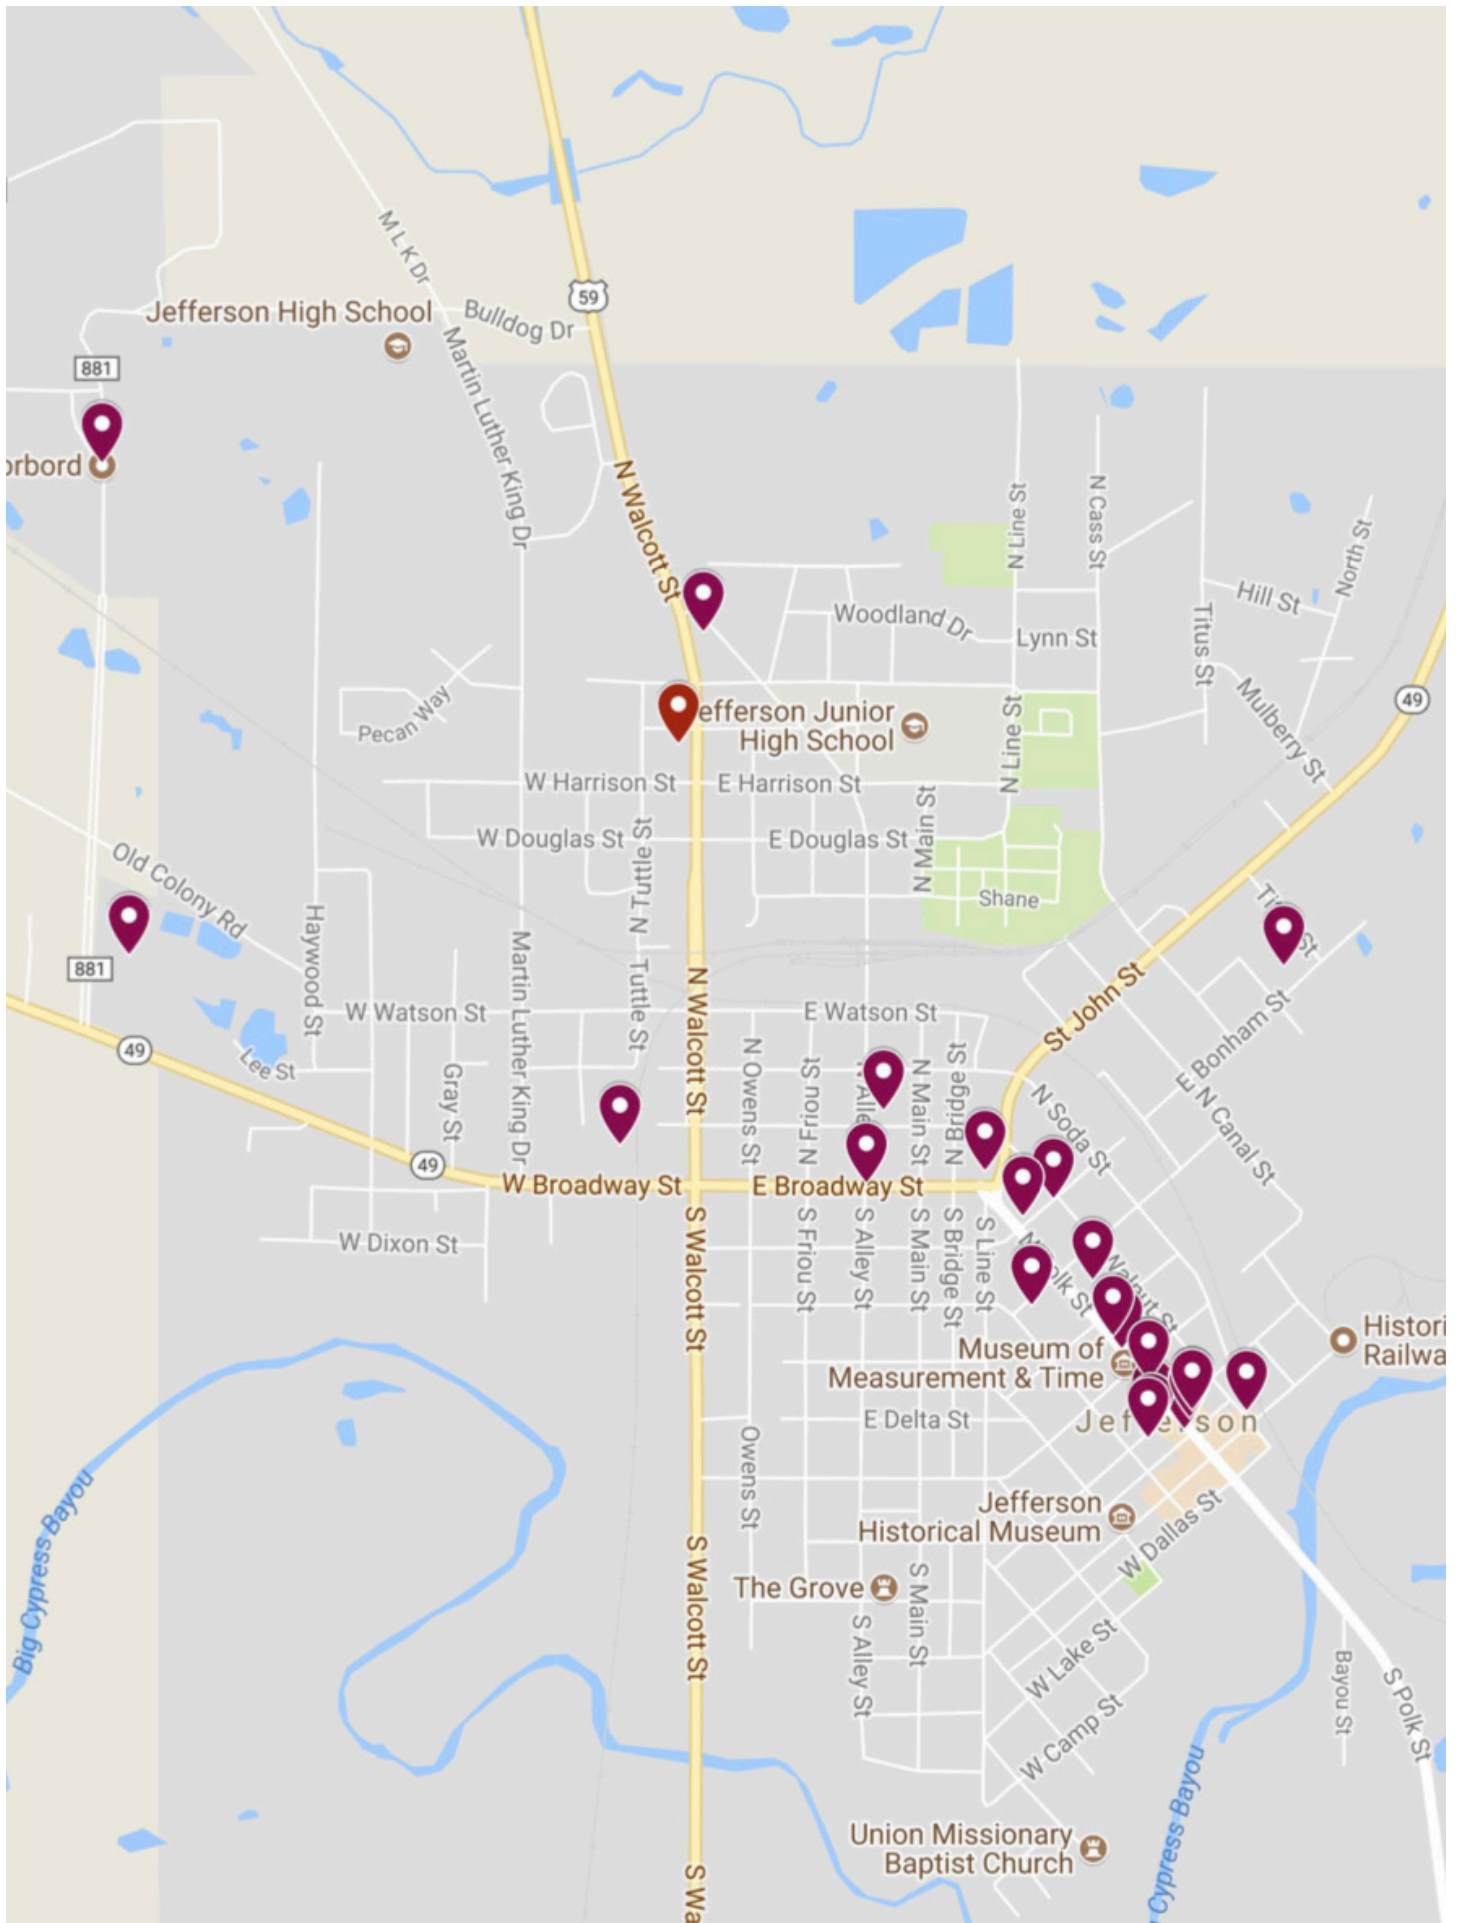 M L K Dr
59
Jefferson High School
Bulldog Dr
881
Martin Luther King Dr
orbord
N Walcott St
N Line St
N Cass St
North St
Hill St
Woodland Dr
Lynn St
Titus St
Pecan Way
efferson Junior
High School
N Line St
Mulberry St
49
W Harrison St
E Harrison St
N Main St
W Douglas St
E Douglas St
N Tuttle St
Old Colony Rd
Shane
Haywood St
Martin Luther King Dr
881
N Walcott St
Tuttle St
St John St
W Watson St
E Watson St
E Bonham St
49
Lee St
Gray St
N Owens St
N Friou St
N Main St
N Bridge St
N Soda St
E N Canal St
49
W Broadway St
E Broadway St
W Dixon St
S Walcott St
S Friou St
S Alley St
S Main St
S Bridge St
S Line St
Walnut St
Museum of
Measurement & Time
Histori
Railwa
E Delta St
Jefferson
Owens St
Big Cypress Bayou
Jefferson
Historical Museum
W Dallas St
The Grove
S Walcott St
S Main St
S Alley St
W Lake St
Bayou St
S Polk St
W Camp St
Cypress Bayou
Union Missionary
Baptist Church
S Wa